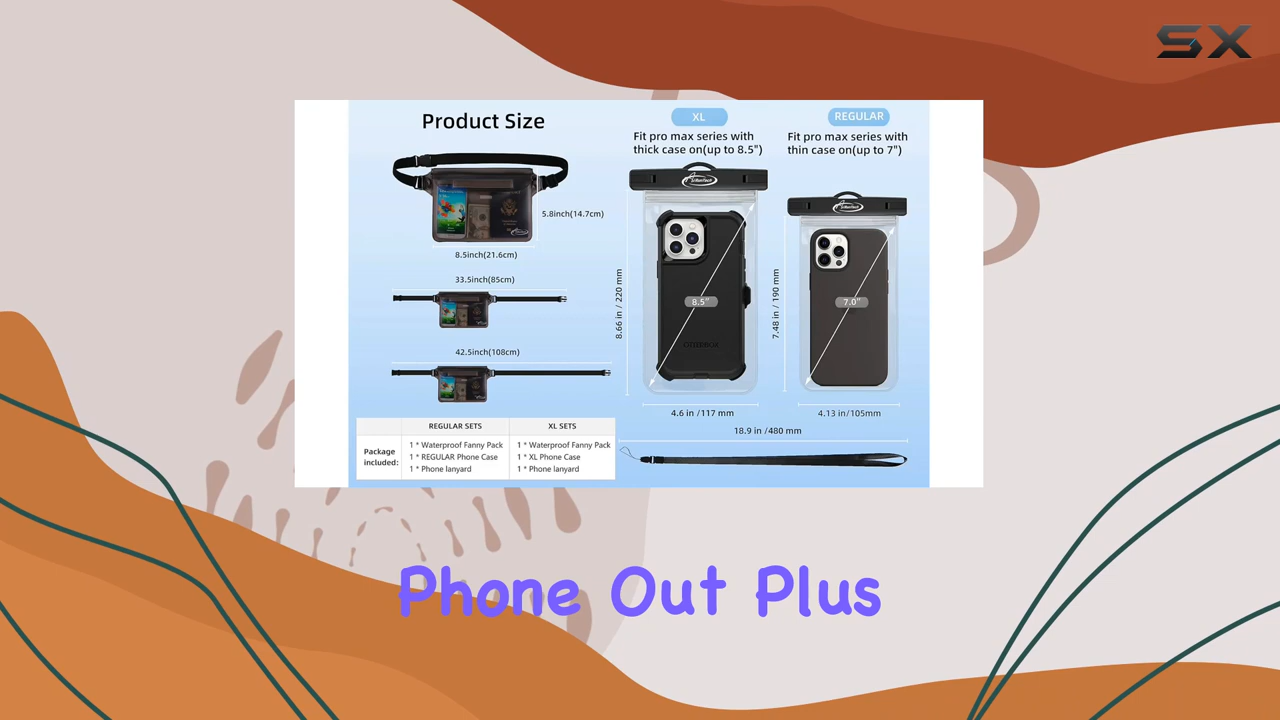 SX
Product Size
XL
Fit pro max series with
thick case on(up to 8.5")
REGULAR
Fit pro max series with
thin case on(up to 7")
5.8inch(14.7cm)
8.5inch(21.6cm)
33.5inch(85cm)
42.5inch(108cm)
8.66 in / 220 mm
8.5"
4.6 in /117 mm
7.48 in / 190 mm
7.0"
4.13 in/105mm
18.9 in /480 mm
REGULAR SETS
XL SETS
Package
included:
1 * Waterproof Fanny Pack
1 * REGULAR Phone Case
1 * Phone lanyard
1 * Waterproof Fanny Pack
1 * XL Phone Case
1 * Phone lanyard
Phone Out Plus